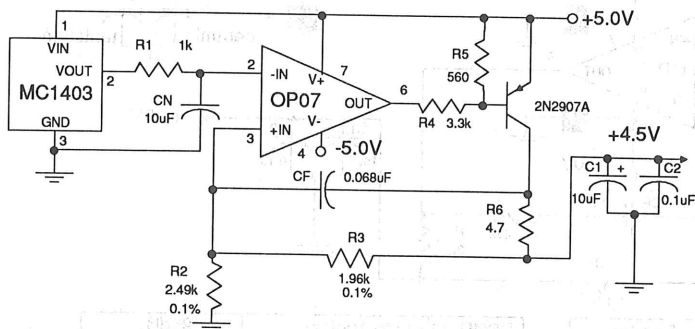 1
+5.0V
VIN
R1
1k
VOUT
2
MC1403
GND
3
CN
10uF
2
-IN
V+
7
OP07
OUT
6
+IN
3
V-
4
-5.0V
R5
560
R4
3.3k
2N2907A
+4.5V
CF
0.068uF
C1
+
10uF
C2
0.1uF
R6
4.7
R3
1.96k
0.1%
R2
2.49k
0.1%